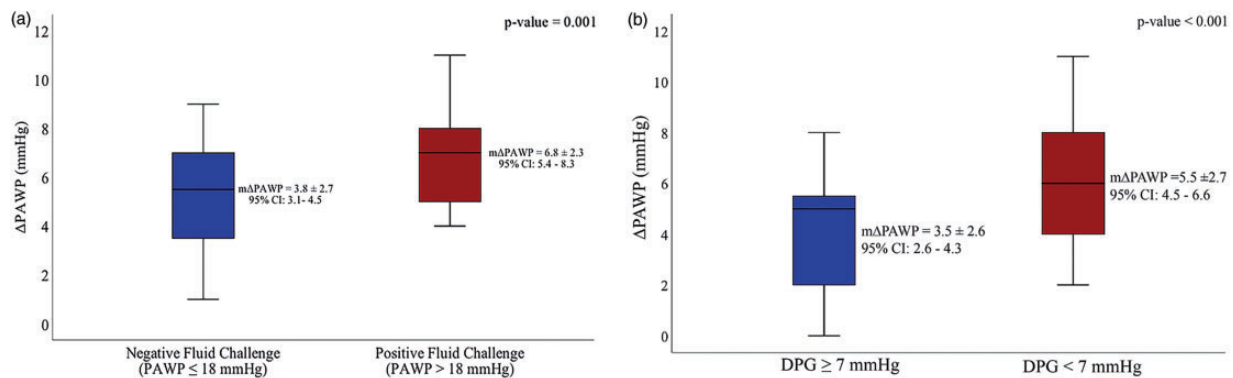 (a)
p-value = 0.001
12
10
8
6
4
2
0
ΔPAWP (mmHg)
mΔPAWP = 3.8 ± 2.7
95% CI: 3.1- 4.5
mΔPAWP = 6.8 ± 2.3
95% CI: 5.4 - 8.3
Negative Fluid Challenge
(PAWP ≤ 18 mmHg)
Positive Fluid Challenge
(PAWP > 18 mmHg)
(b)
p-value < 0.001
12
10
8
6
4
2
0
ΔPAWP (mmHg)
mΔPAWP = 3.5 ± 2.6
95% CI: 2.6 - 4.3
mΔPAWP =5.5 ±2.7
95% CI: 4.5 - 6.6
DPG ≥ 7 mmHg
DPG < 7 mmHg